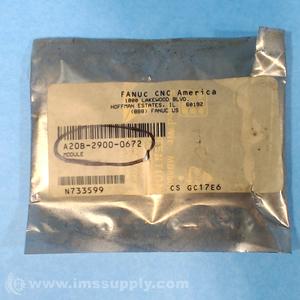 FANUC CNC America
1800 LAKEWOOD BLVD.
HOFFMAN ESTATES, IL 60192
(888) FANUC US
A20B-2900-0672
MODULE
N733599
CS GC17E6
© www.imssupply.com